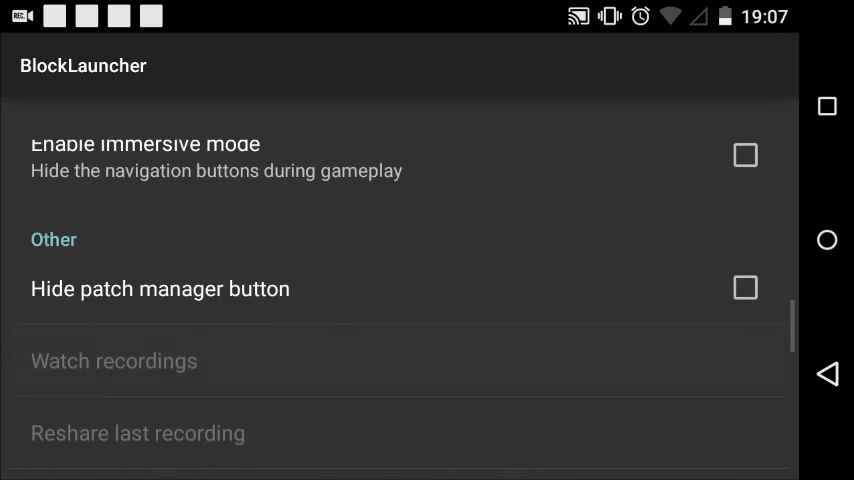 REC
19:07
BlockLauncher
Enable immersive mode
Hide the navigation buttons during gameplay
Other
Hide patch manager button
Watch recordings
Reshare last recording